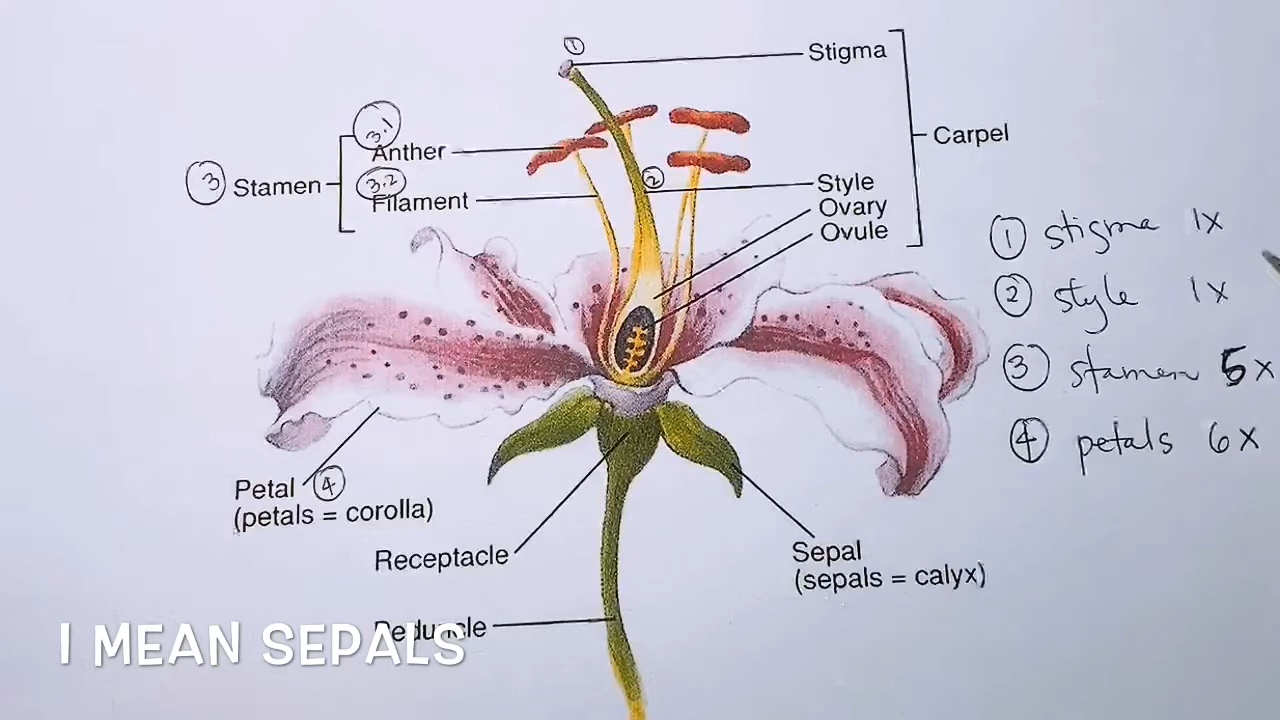 ①
Stigma
Carpel
3.1
Anther
③ Stamen
3.2
Filament
②
Style
Ovary
Ovule
① stigma 1x
② style 1x
③ stamen 5x
④ petals 6x
Petal ④
(petals = corolla)
Receptacle
Sepal
(sepals = calyx)
Peduncle
I MEAN SEPALS